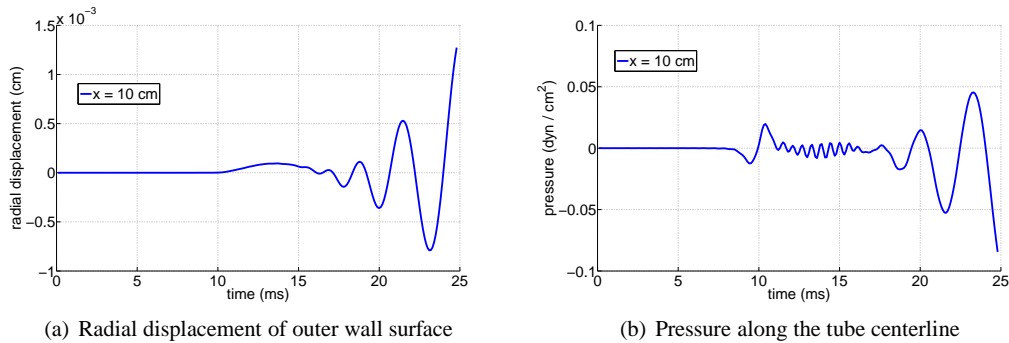 x 10⁻³
1.5
1
0.5
0
−0.5
−1
0 5 10 15 20 25
time (ms)
radial displacement (cm)
x = 10 cm
(a) Radial displacement of outer wall surface
0.1
0.05
0
−0.05
−0.1
0 5 10 15 20 25
time (ms)
pressure (dyn / cm²)
x = 10 cm
(b) Pressure along the tube centerline